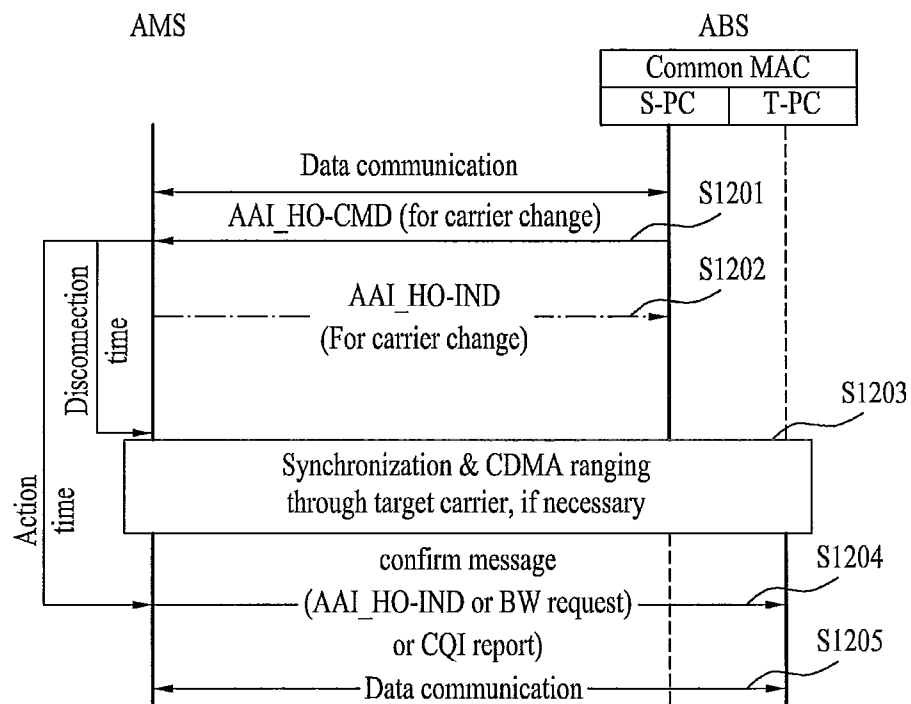 AMS
ABS
Common MAC
S-PC
T-PC
Data communication
S1201
AAI_HO-CMD (for carrier change)
S1202
AAI_HO-IND
(For carrier change)
Disconnection
time
S1203
Synchronization & CDMA ranging
through target carrier, if necessary
Action
time
confirm message
S1204
(AAI_HO-IND or BW request)
or CQI report)
S1205
Data communication